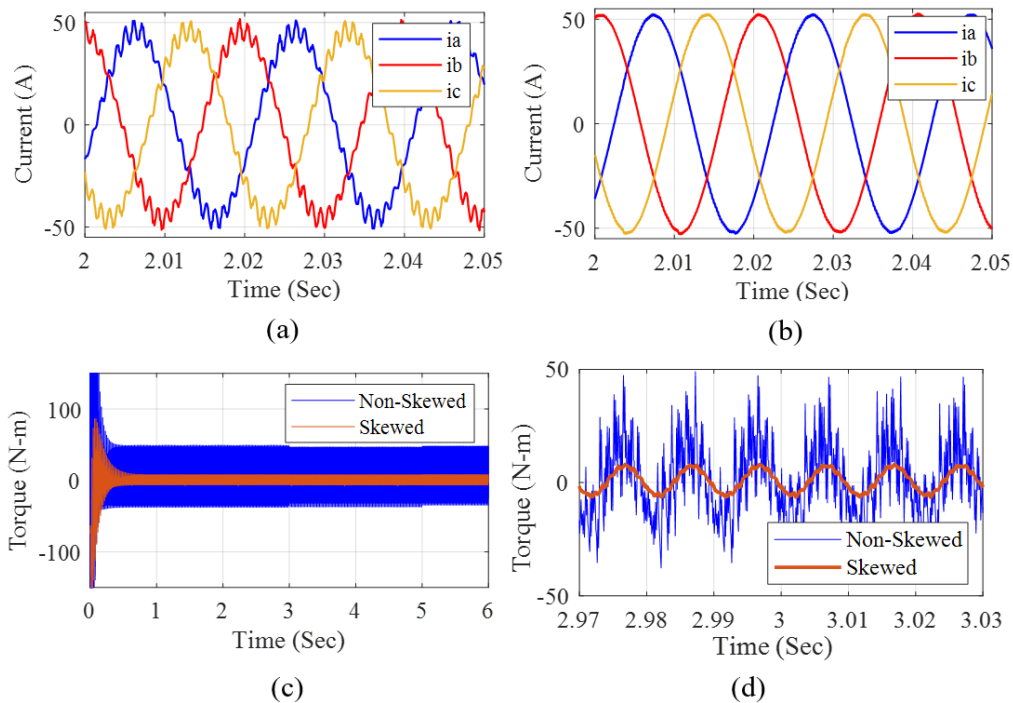 50
0
-50
Current (A)
ia
ib
ic
2 2.01 2.02 2.03 2.04 2.05
Time (Sec)
(a)
50
0
-50
Current (A)
ia
ib
ic
2 2.01 2.02 2.03 2.04 2.05
Time (Sec)
(b)
100
0
-100
Torque (N-m)
Non-Skewed
Skewed
0 1 2 3 4 5 6
Time (Sec)
(c)
50
0
-50
Torque (N-m)
Non-Skewed
Skewed
2.97 2.98 2.99 3 3.01 3.02 3.03
Time (Sec)
(d)